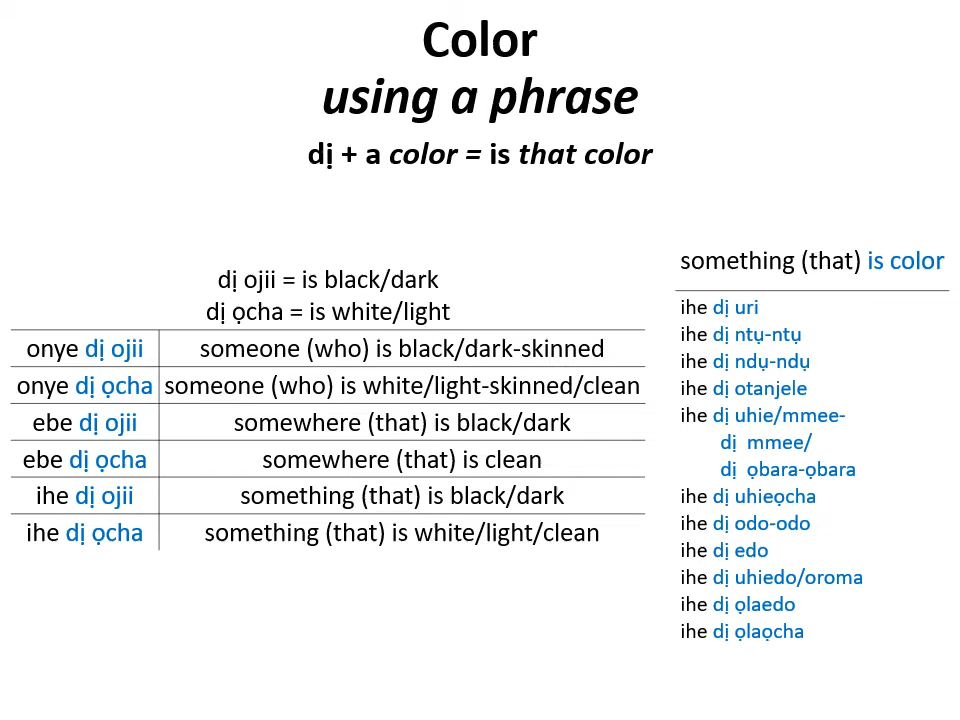 Color
using a phrase
dị + a color = is that color
dị ojii = is black/dark
dị ọcha = is white/light
onye dị ojii someone (who) is black/dark-skinned
onye dị ọcha someone (who) is white/light-skinned/clean
ebe dị ojii somewhere (that) is black/dark
ebe dị ọcha somewhere (that) is clean
ihe dị ojii something (that) is black/dark
ihe dị ọcha something (that) is white/light/clean
something (that) is color
ihe dị uri
ihe dị ntụ-ntụ
ihe dị ndụ-ndụ
ihe dị otanjele
ihe dị uhie/mmee-
dị mmee/
dị ọbara-ọbara
ihe dị uhieọcha
ihe dị odo-odo
ihe dị edo
ihe dị uhiedo/oroma
ihe dị ọlaedo
ihe dị ọlaọcha